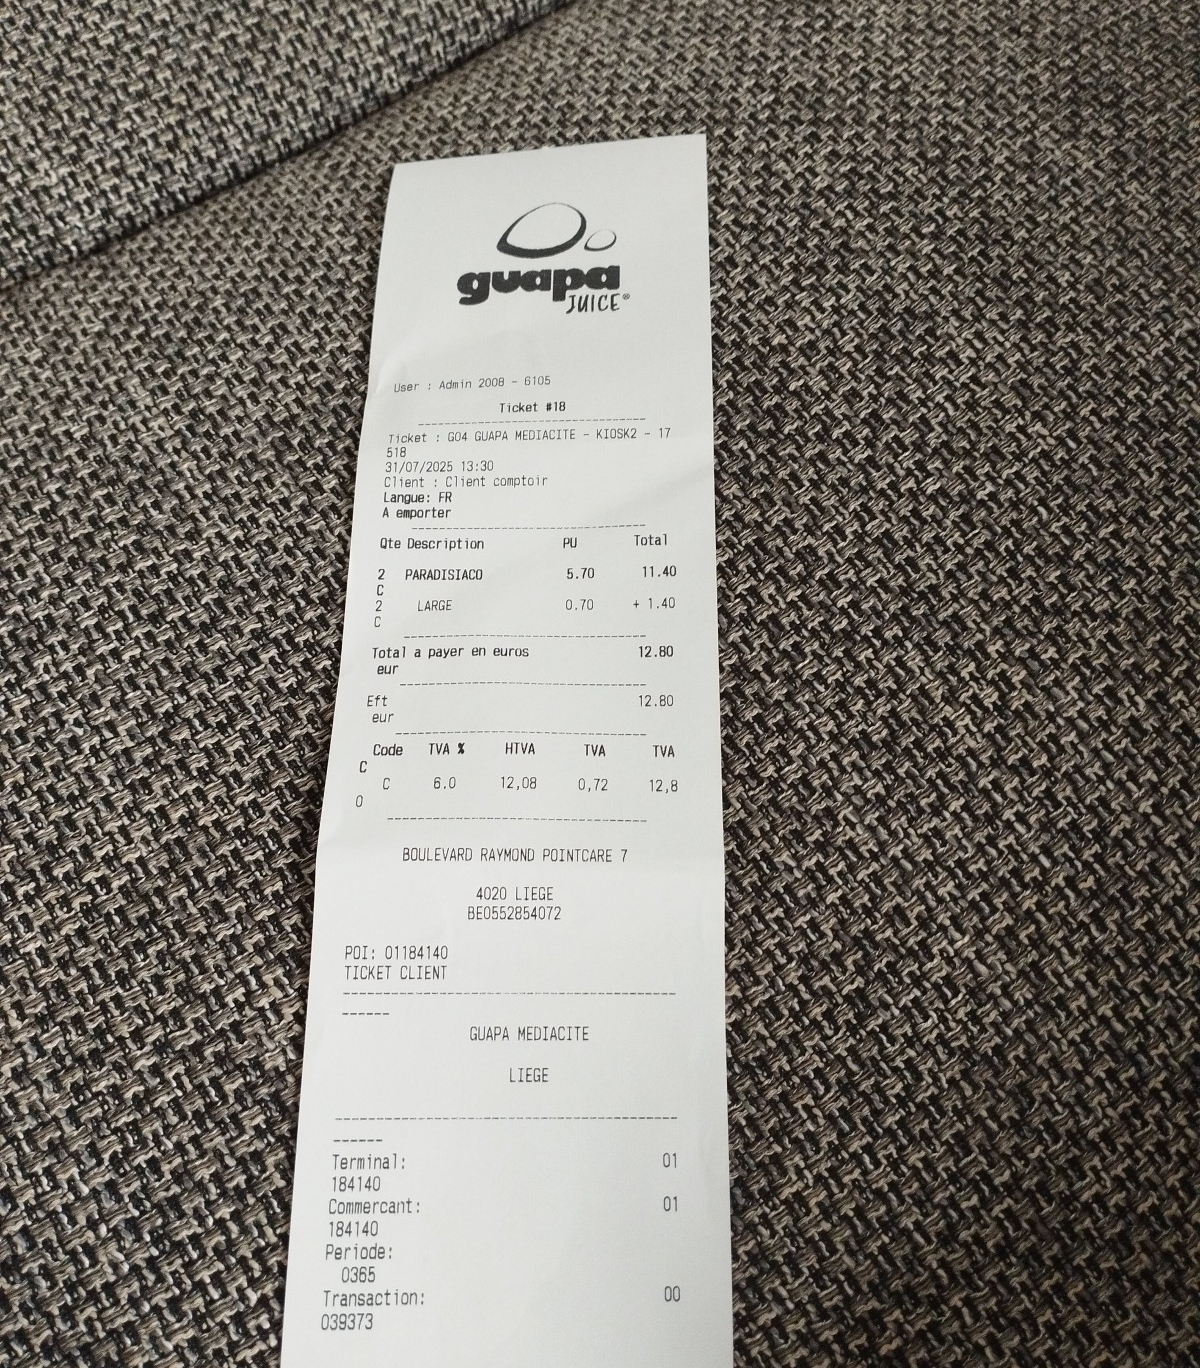 guapa
JUICE®
User : Admin 2008 - 6105
Ticket #18
Ticket : G04 GUAPA MEDIACITE - KIOSK2 - 17
518
31/07/2025 13:30
Client : Client comptoir
Langue: FR
A emporter
Qte Description PU Total
2 PARADISIACO 5.70 11.40
C
2 LARGE 0.70 + 1.40
C
Total a payer en euros 12.80
eur
Eft 12.80
eur
Code TVA % HTVA TVA TVA
C
C 6.0 12,08 0,72 12,8
0
BOULEVARD RAYMOND POINTCARE 7
4020 LIEGE
BE0552854072
POI: 01184140
TICKET CLIENT
GUAPA MEDIACITE
LIEGE
Terminal: 01
184140
Commercant: 01
184140
Periode:
0365
Transaction: 00
039373